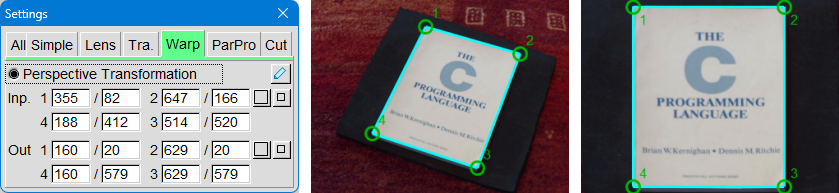 Settings
All Simple Lens Tra. Warp ParPro Cut
Perspective Transformation
Inp. 1 355 / 82 2 647 / 166
4 188 / 412 3 514 / 520
Out 1 160 / 20 2 629 / 20
4 160 / 579 3 629 / 579
1
2
THE
C
PROGRAMMING
LANGUAGE
Brian W. Kernighan • Dennis M. Ritchie
4
3
1
2
THE
C
PROGRAMMING
LANGUAGE
Brian W. Kernighan • Dennis M. Ritchie
4
3